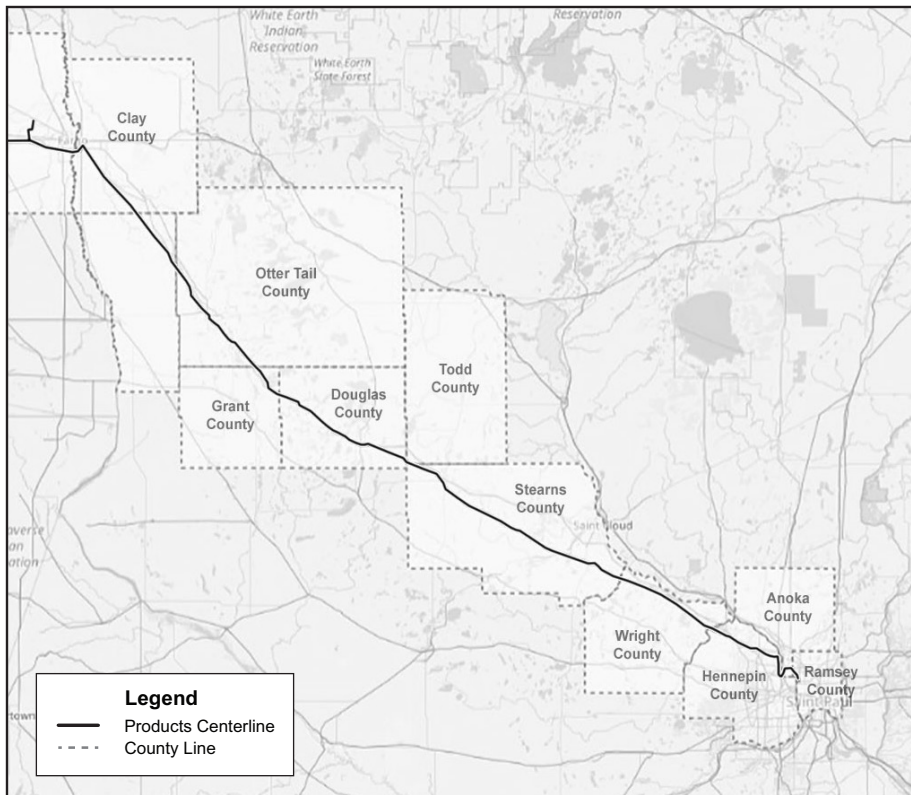 White Earth
Indian
Reservation
Reservation
White Earth
State Forest
Clay
County
Otter Tail
County
Todd
County
Douglas
County
Grant
County
Stearns
County
Saint Cloud
Anoka
County
Wright
County
Hennepin
County
Ramsey
County
Saint Paul
Legend
Products Centerline
County Line